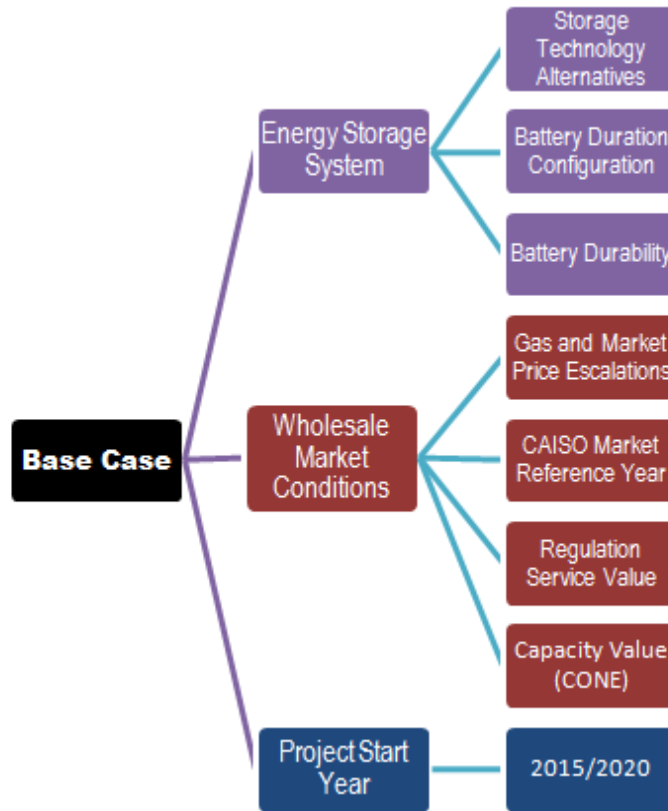 Storage
Technology
Alternatives
Energy Storage
System
Battery Duration
Configuration
Battery Durability
Gas and Market
Price Escalations
Base Case
Wholesale
Market
Conditions
CAISO Market
Reference Year
Regulation
Service Value
Capacity Value
(CONE)
Project Start
Year
2015/2020